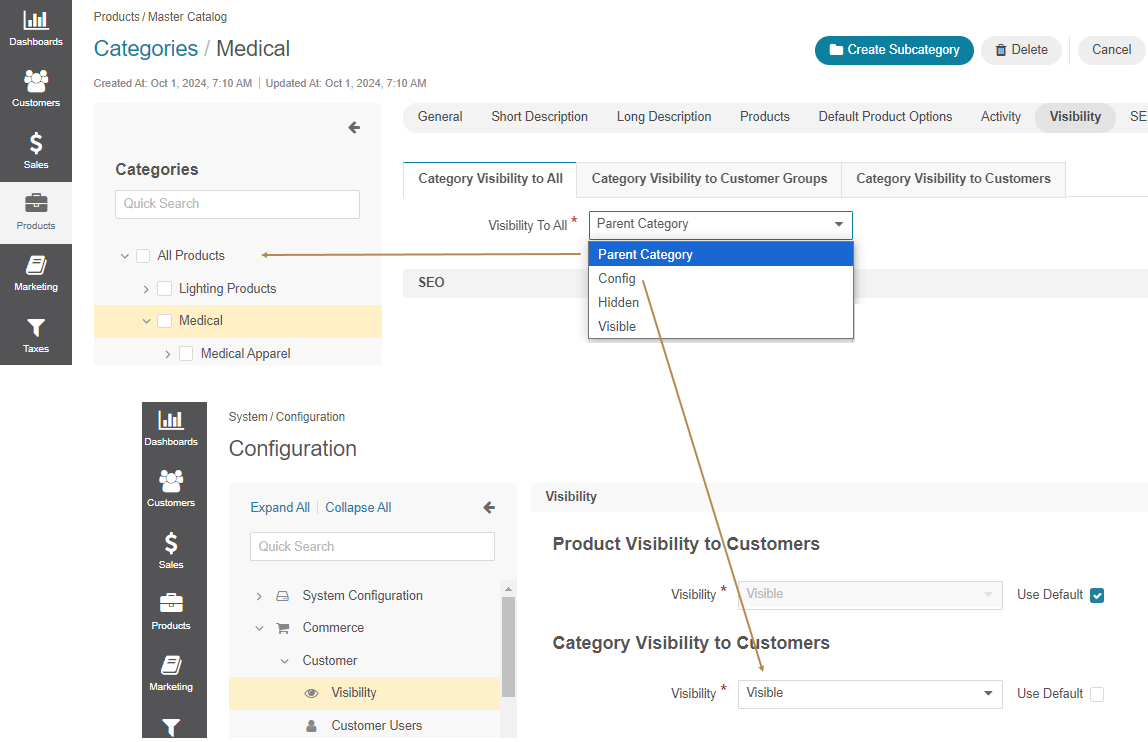 Products / Master Catalog
Categories / Medical
Create Subcategory
Delete
Cancel
Created At: Oct 1, 2024, 7:10 AM | Updated At: Oct 1, 2024, 7:10 AM
Dashboards
Customers
Sales
Products
Marketing
Taxes
Categories
Quick Search
All Products
Lighting Products
Medical
Medical Apparel
General Short Description Long Description Products Default Product Options Activity Visibility SE
Category Visibility to All Category Visibility to Customer Groups Category Visibility to Customers
Visibility To All * Parent Category
Parent Category
Config
Hidden
Visible
SEO
System / Configuration
Configuration
Dashboards
Customers
Sales
Products
Marketing
Expand All | Collapse All
Quick Search
System Configuration
Commerce
Customer
Visibility
Customer Users
Visibility
Product Visibility to Customers
Visibility * Visible Use Default
Category Visibility to Customers
Visibility * Visible Use Default